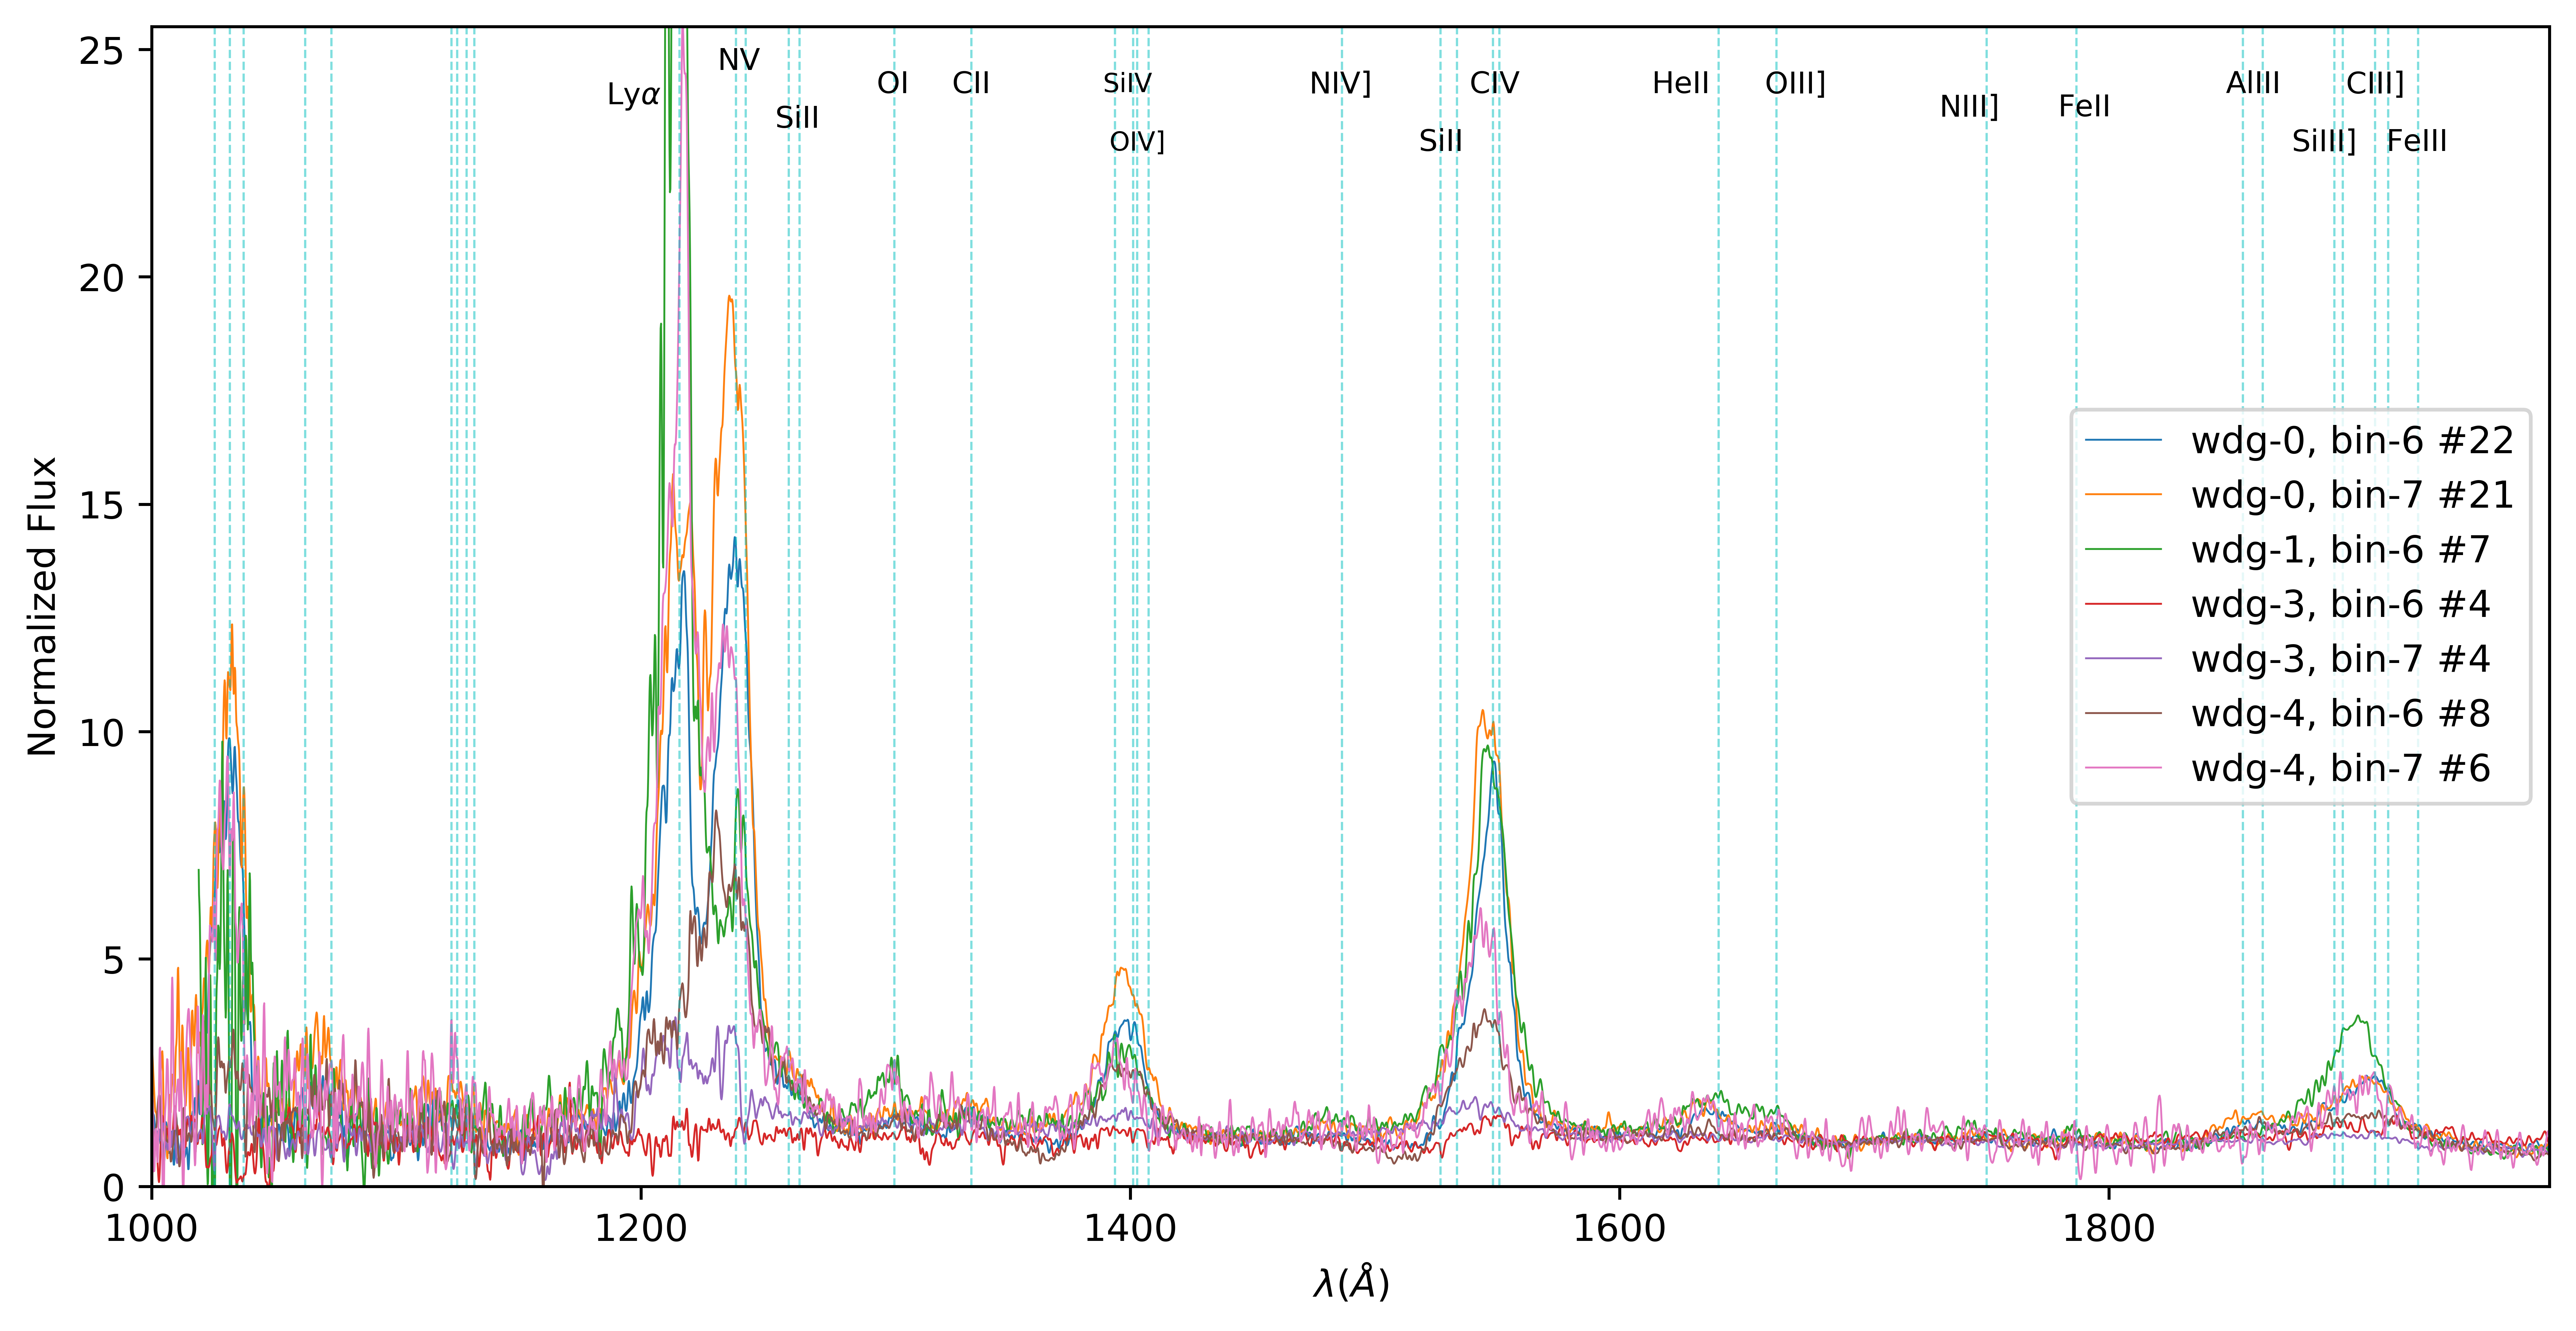 25
20
15
10
5
0
Normalized Flux
1000
1200
1400
1600
1800
λ(Å)
Lyα
NV
SiII
OI
CII
SiIV
OIV]
NIV]
SiII
CIV
HeII
OIII]
NIII]
FeII
AlIII
SiIII]
CIII]
FeIII
wdg-0, bin-6 #22
wdg-0, bin-7 #21
wdg-1, bin-6 #7
wdg-3, bin-6 #4
wdg-3, bin-7 #4
wdg-4, bin-6 #8
wdg-4, bin-7 #6